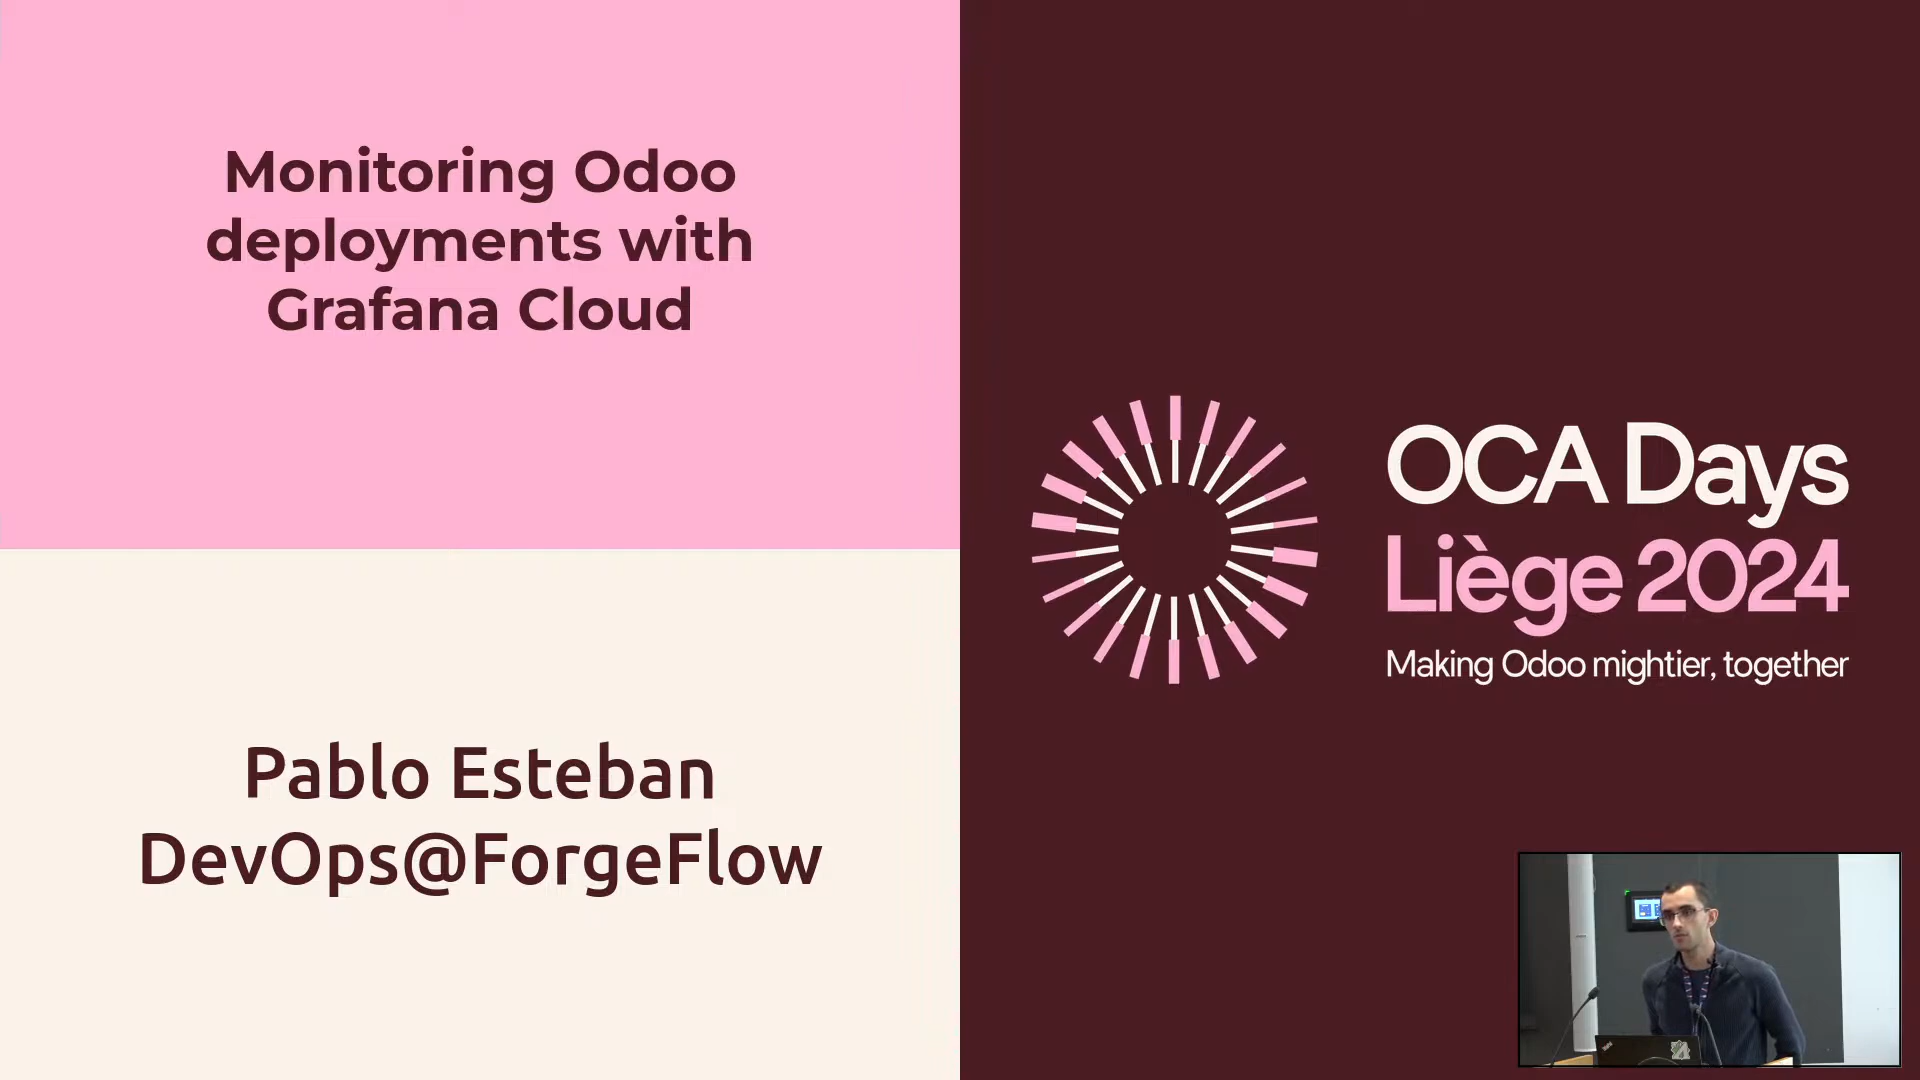 Monitoring Odoo
deployments with
Grafana Cloud
Pablo Esteban
DevOps@ForgeFlow
OCA Days
Liège 2024
Making Odoo mightier, together